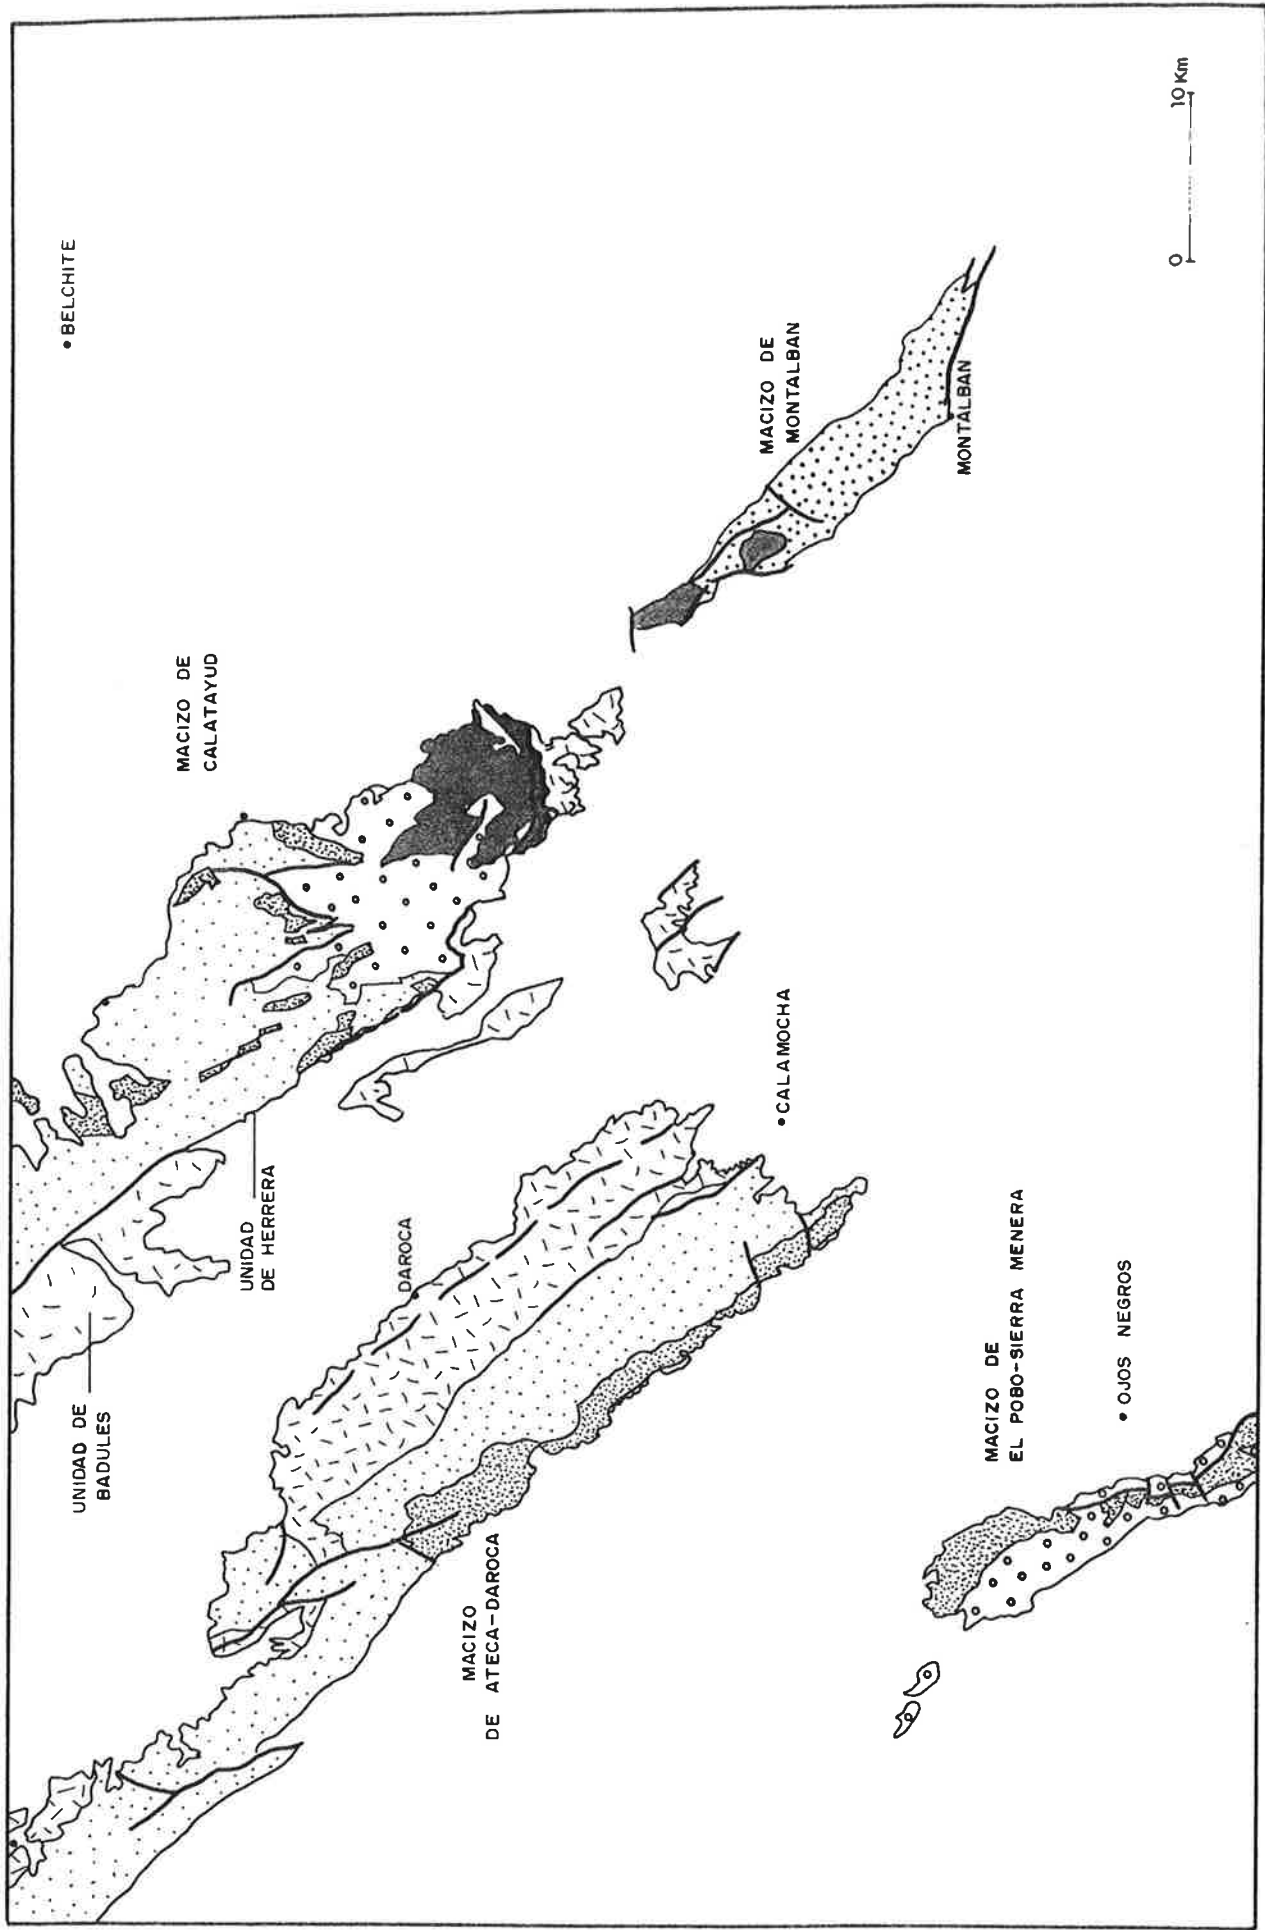 BELCHITE
MACIZO DE
CALATAYUD
UNIDAD DE
BADULES
UNIDAD
DE HERRERA
DAROCA
MACIZO DE
MONTALBAN
MONTALBAN
CALAMOCHA
MACIZO
DE ATECA-DAROCA
MACIZO DE
EL POBO-SIERRA MENERA
OJOS NEGROS
0 10 Km